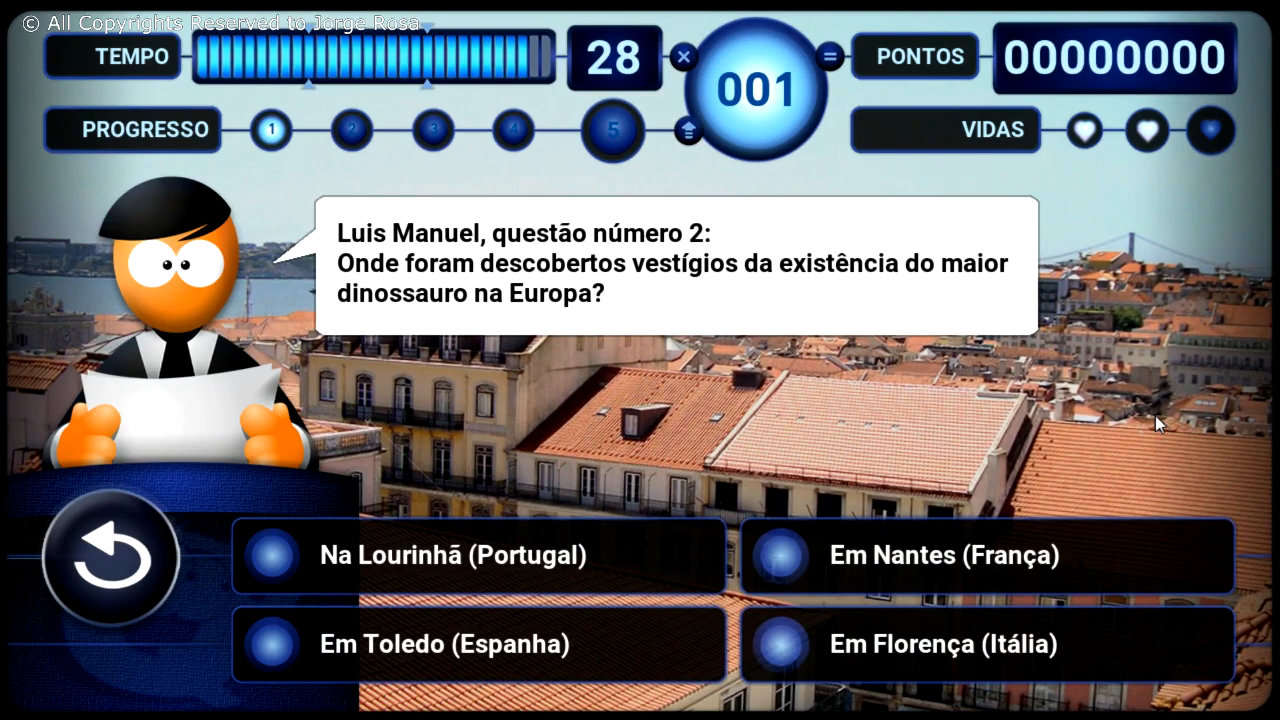 © All Copyrights Reserved to Jorge Rosa
TEMPO
28
001
PONTOS
00000000
PROGRESSO
1
2
3
4
5
VIDAS
Luis Manuel, questão número 2:
Onde foram descobertos vestígios da existência do maior
dinossauro na Europa?
Na Lourinhã (Portugal)
Em Nantes (França)
Em Toledo (Espanha)
Em Florença (Itália)